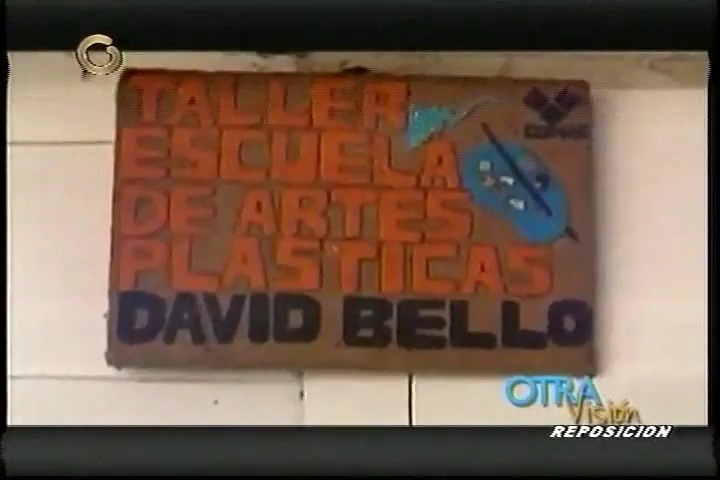 TALLER
ESCUELA
DE ARTES
PLASTICAS
DAVID BELLO
OTRA
Visión
REPOSICION